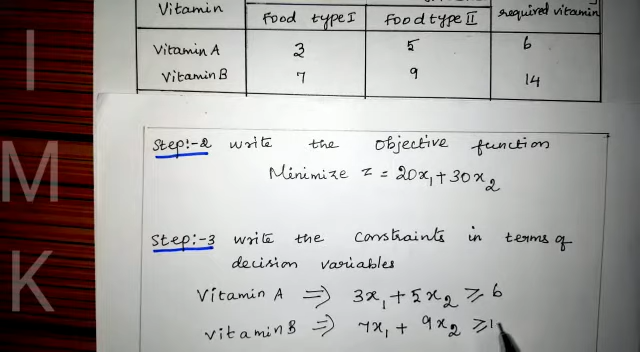 Vitamin Food type I Food type II required vitamin
Vitamin A 3 5 6
Vitamin B 7 9 14
Step:-2 write the objective function
Minimize z = 20x₁+30x₂
Step:-3 write the constraints in terms of
decision variables
Vitamin A => 3x₁ + 5x₂ ≥ 6
Vitamin B => 7x₁ + 9x₂ ≥ 1
I
M
K